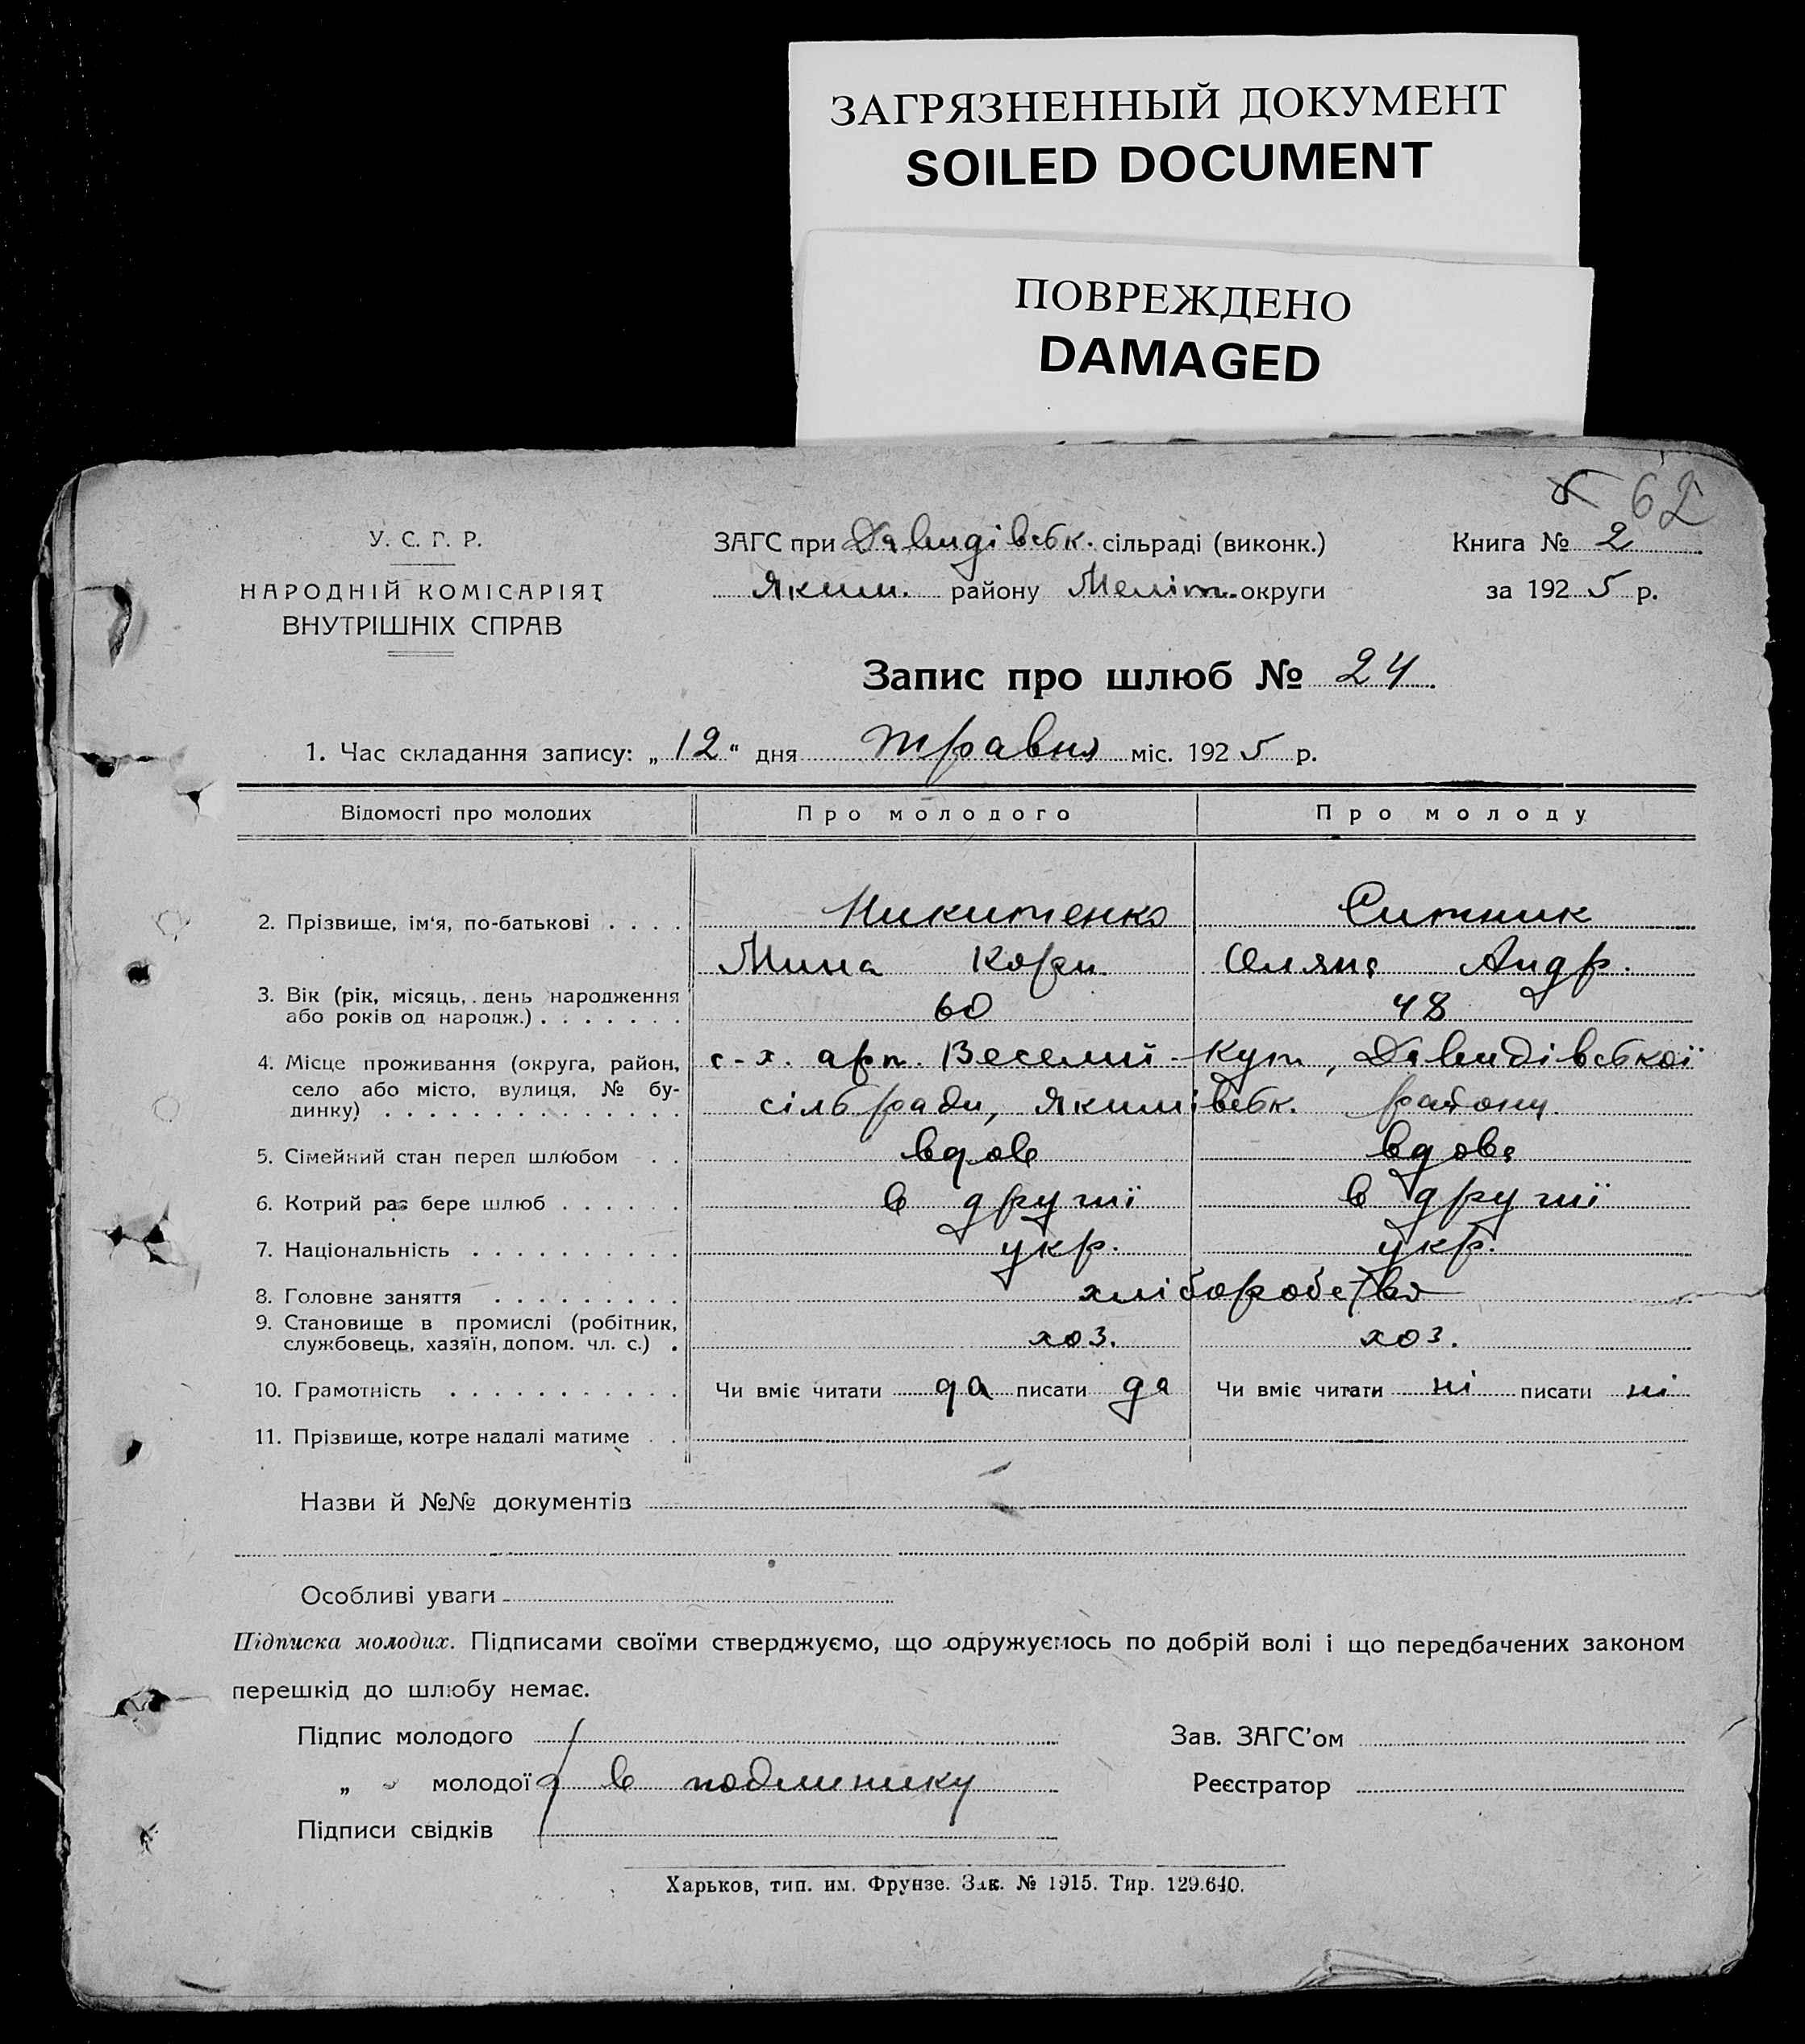 ЗАГРЯЗНЕННЫЙ ДОКУМЕНТ
SOILED DOCUMENT
ПОВРЕЖДЕНО
DAMAGED
62
У. С. Г. Р.
НАРОДНІЙ КОМІСАРІЯТ
ВНУТРІШНІХ СПРАВ
ЗАГС при Давидівськ. сільраді (виконк.)
Яким. району Меліт. округи
Книга № 2
за 1925 р.
Запис про шлюб № 24
1. Час складання запису: „12“ дня травня міс. 1925 р.
Відомості про молодих Про молодого Про молоду
2. Прізвище, ім'я, по-батькові . . . . Никитенко Ситник
Мина Корн. Оляна Андр.
3. Вік (рік, місяць, день народження
або років од народж.) . . . . . . . 60 48
4. Місце проживання (округа, район, с-х. арт. Веселий-Кут, Давидівської
село або місто, вулиця, № бу-
динку) . . . . . . . . . . . . . . сільради, Якимівськ. району
5. Сімейний стан перед шлюбом . . вдов вдова
6. Котрий раз бере шлюб . . . . . . в другий в другий
7. Національність . . . . . . . . . . укр. укр.
8. Головне заняття . . . . . . . . . хліборобство
9. Становище в промислі (робітник,
службовець, хазяїн, допом. чл. с.) . хоз. хоз.
10. Грамотність . . . . . . . . . . . Чи вміє читати да писати да Чи вміє читати ні писати ні
11. Прізвище, котре надалі матиме . .
Назви й №№ документів
Особливі уваги
Підписка молодих. Підписами своїми стверджуємо, що одружуємось по добрій волі і що передбачених законом
перешкід до шлюбу немає.
Підпис молодого Зав. ЗАГС'ом
„ „ молодої в подлинику Реєстратор
Підписи свідків
Харьков, тип. им. Фрунзе. Зак. № 1915. Тир. 129.640.